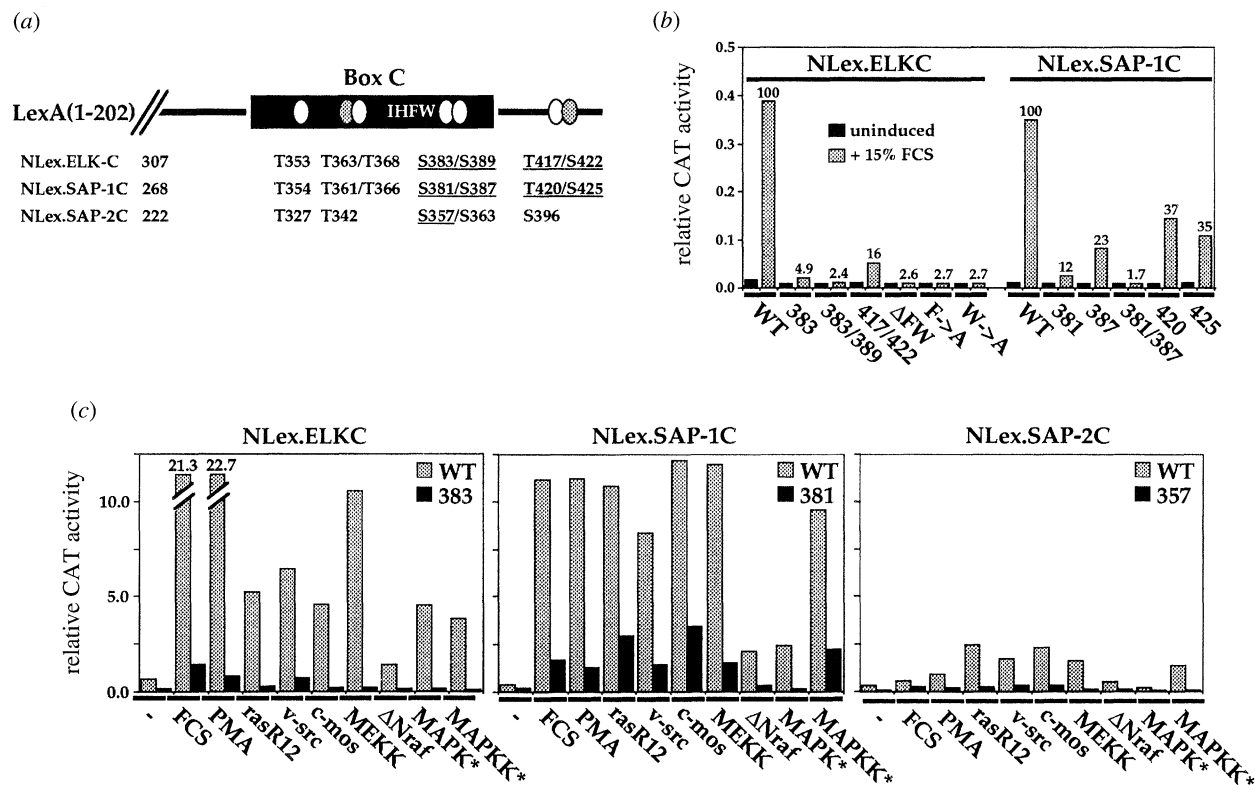 (a)
Box C
LexA(1-202)
IHFW
NLex.ELK-C 307 T353 T363/T368 S383/S389 T417/S422
NLex.SAP-1C 268 T354 T361/T366 S381/S387 T420/S425
NLex.SAP-2C 222 T327 T342 S357/S363 S396
(b)
relative CAT activity
0.5
0.4
0.3
0.2
0.1
0.0
NLex.ELKC
NLex.SAP-1C
uninduced
+ 15% FCS
100
4.9
2.4
16
2.6
2.7
2.7
100
12
23
1.7
37
35
WT
383
383/389
417/422
ΔFW
F->A
W->A
WT
381
387
381/387
420
425
(c)
relative CAT activity
10.0
5.0
0.0
NLex.ELKC
21.3
22.7
WT
383
-
FCS
PMA
rasR12
v-src
c-mos
MEKK
ΔNraf
MAPK*
MAPKK*
NLex.SAP-1C
WT
381
-
FCS
PMA
rasR12
v-src
c-mos
MEKK
ΔNraf
MAPK*
MAPKK*
NLex.SAP-2C
WT
357
-
FCS
PMA
rasR12
v-src
c-mos
MEKK
ΔNraf
MAPK*
MAPKK*